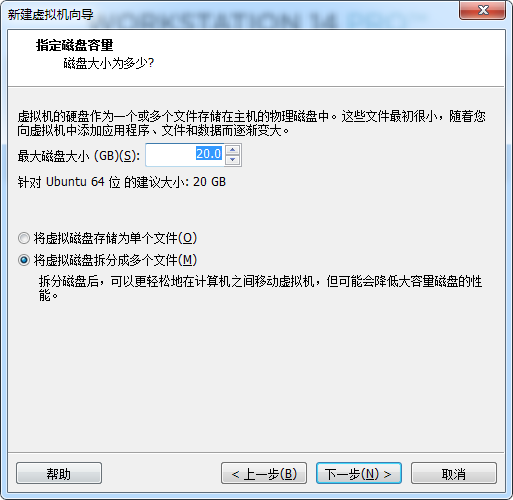 新建虚拟机向导
WORKSTATION 14 PRO™
指定磁盘容量
磁盘大小为多少?
虚拟机的硬盘作为一个或多个文件存储在主机的物理磁盘中。这些文件最初很小，随着您
向虚拟机中添加应用程序、文件和数据而逐渐变大。
最大磁盘大小 (GB)(S): 20.0
针对 Ubuntu 64 位 的建议大小: 20 GB
将虚拟磁盘存储为单个文件(O)
将虚拟磁盘拆分成多个文件(M)
拆分磁盘后，可以更轻松地在计算机之间移动虚拟机，但可能会降低大容量磁盘的性
能。
帮助 < 上一步(B) 下一步(N) > 取消